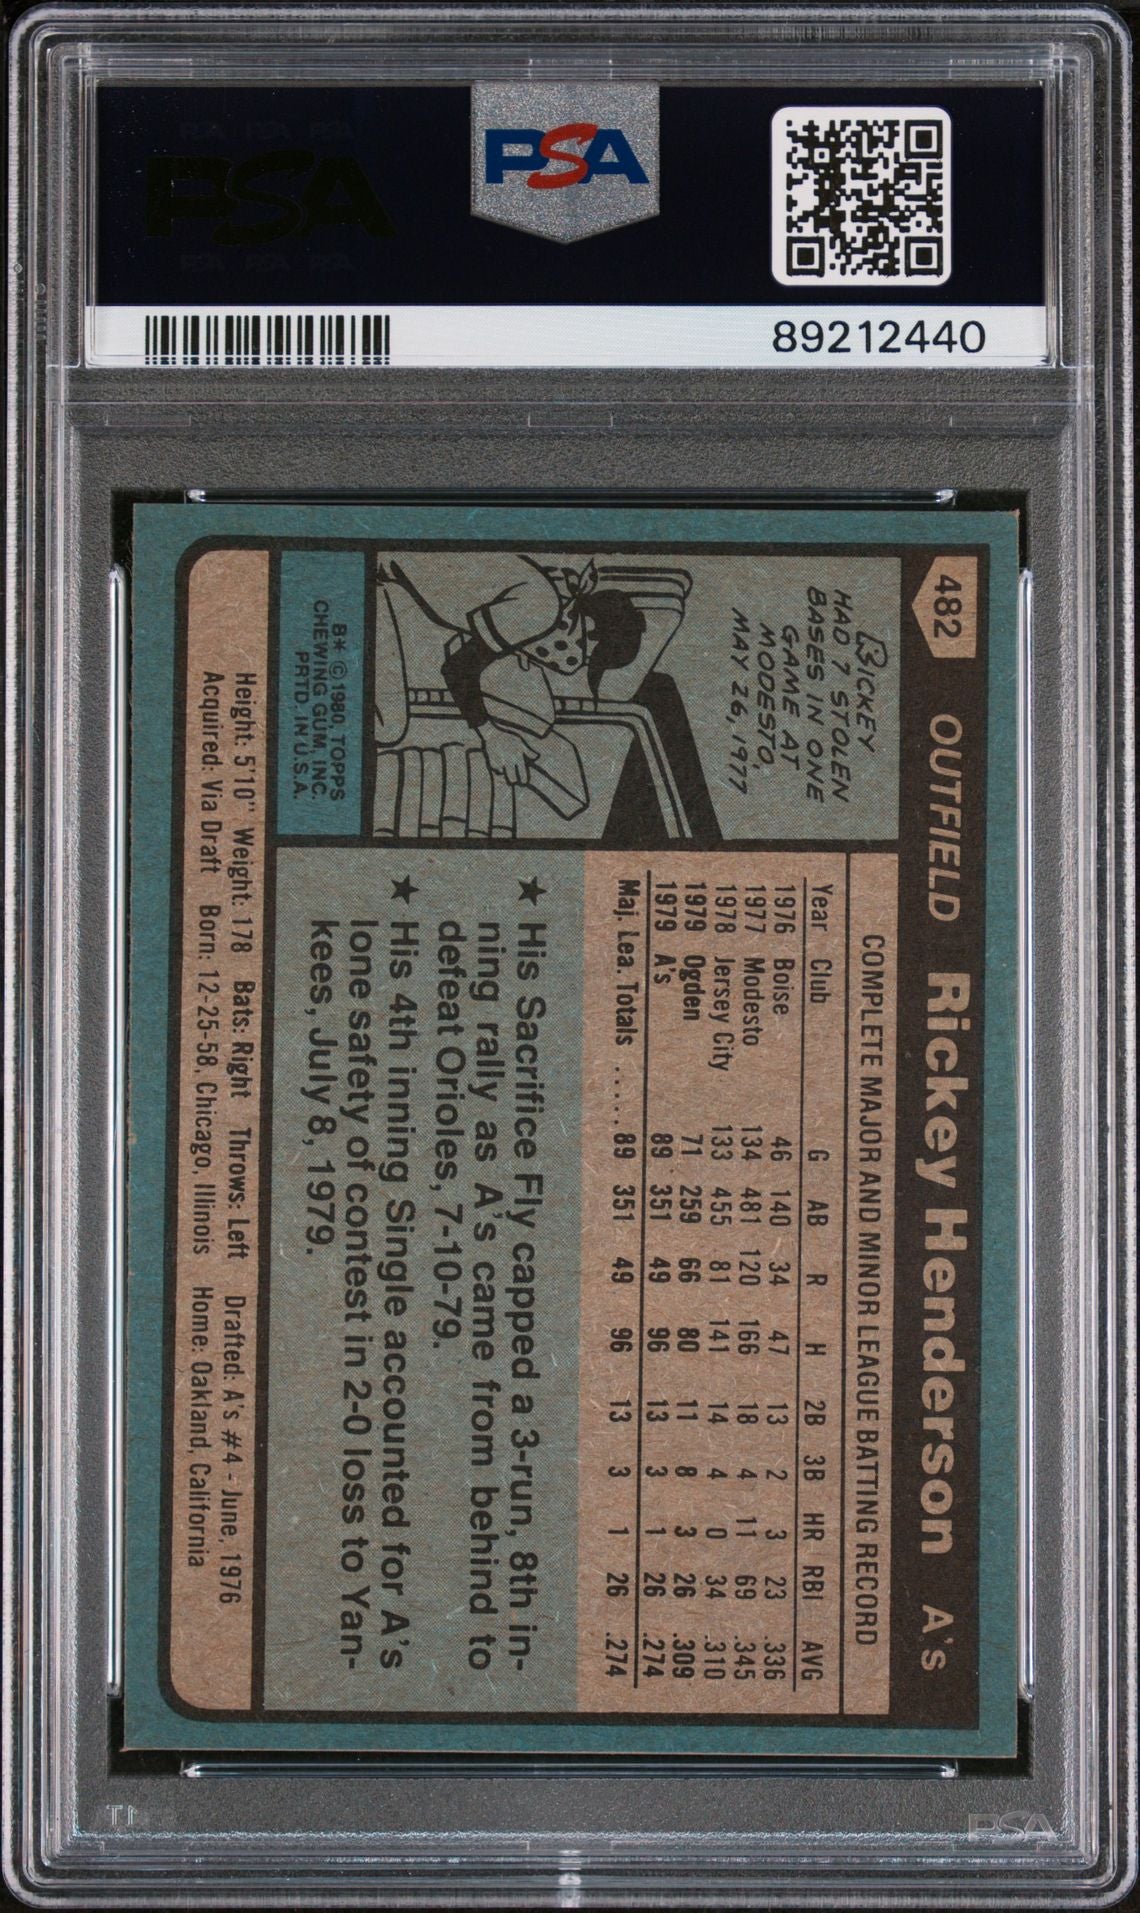 PSA
PSA PSA PSA
PSA
PSA PSA PSA
89212440
482 OUTFIELD Rickey Henderson A's
RICKEY
HAD 7 STOLEN
BASES IN ONE
GAME AT
MODESTO,
MAY 26, 1977
B* © 1980, TOPPS
CHEWING GUM, INC.
PRTD. IN U.S.A.
COMPLETE MAJOR AND MINOR LEAGUE BATTING RECORD
Year Club G AB R H 2B 3B HR RBI AVG
1976 Boise 46 140 34 47 13 2 3 23 .336
1977 Modesto 134 481 120 166 18 4 11 69 .345
1978 Jersey City 133 455 81 141 14 4 0 34 .310
1979 Ogden 71 259 66 80 11 8 3 26 .309
1979 A's 89 351 49 96 13 3 1 26 .274
Maj. Lea. Totals ..... 89 351 49 96 13 3 1 26 .274
★ His Sacrifice Fly capped a 3-run, 8th in-
ning rally as A's came from behind to
defeat Orioles, 7-10-79.
★ His 4th inning Single accounted for A's
lone safety of contest in 2-0 loss to Yan-
kees, July 8, 1979.
Height: 5'10" Weight: 178 Bats: Right Throws: Left Drafted: A's #4 - June, 1976
Acquired: Via Draft Born: 12-25-58, Chicago, Illinois Home: Oakland, California
PSA